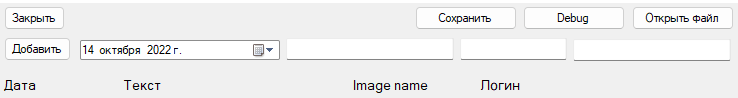 Закрыть Сохранить Debug Открыть файл
Добавить 14 октября 2022 г.
Дата Текст Image name Логин